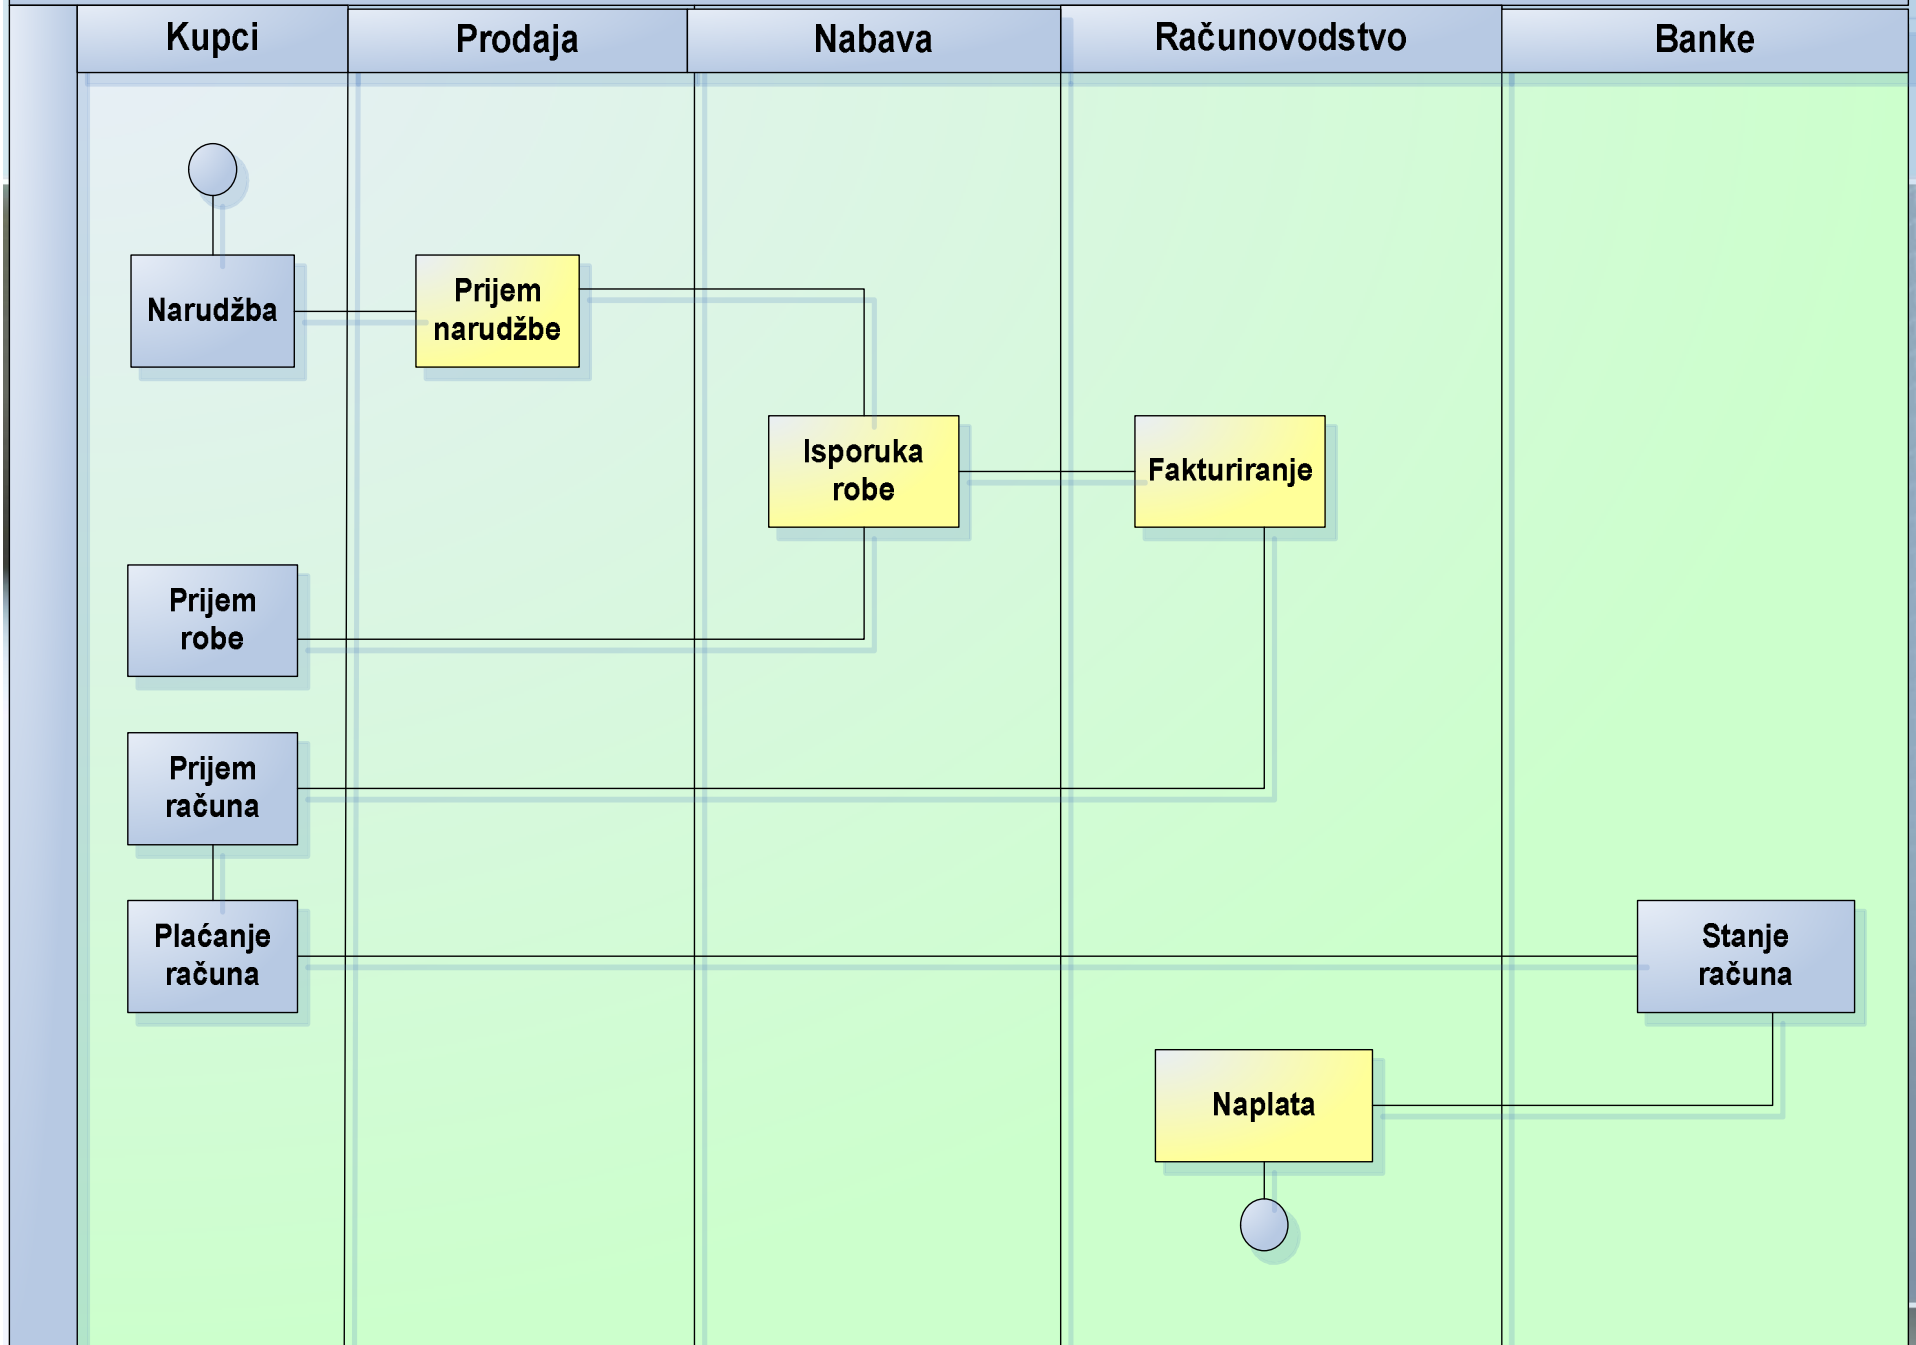 Kupci
Prodaja
Nabava
Računovodstvo
Banke
Narudžba
Prijem
narudžbe
Isporuka
robe
Fakturiranje
Prijem
robe
Prijem
računa
Plaćanje
računa
Stanje
računa
Naplata